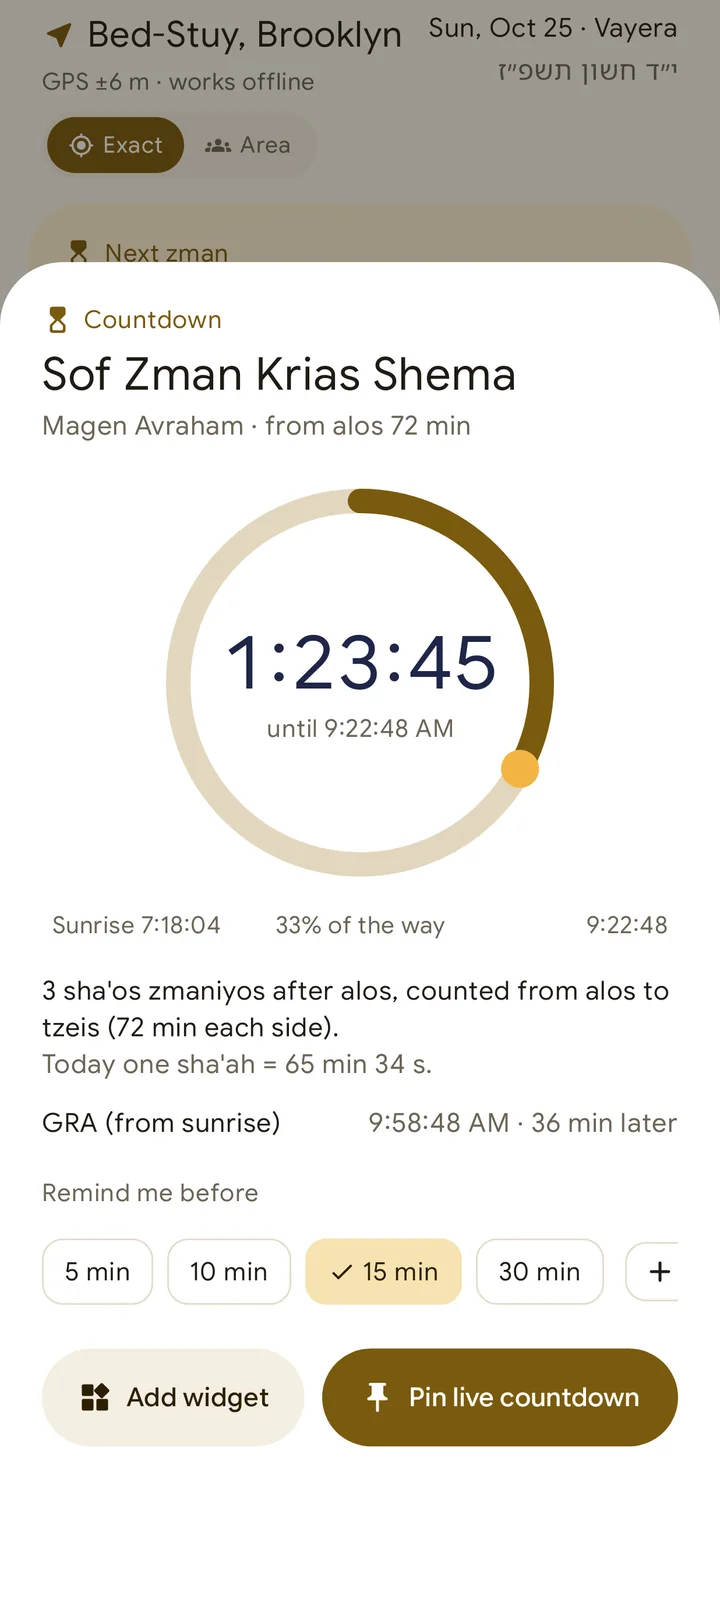 Bed-Stuy, Brooklyn
Sun, Oct 25 · Vayera
GPS ±6 m · works offline
י״ד חשוון תשפ״ז
Exact
Area
Next zman
Countdown
Sof Zman Krias Shema
Magen Avraham · from alos 72 min
1:23:45
until 9:22:48 AM
Sunrise 7:18:04
33% of the way
9:22:48
3 sha'os zmaniyos after alos, counted from alos to
tzeis (72 min each side).
Today one sha'ah = 65 min 34 s.
GRA (from sunrise)
9:58:48 AM · 36 min later
Remind me before
5 min
10 min
15 min
30 min
Add widget
Pin live countdown